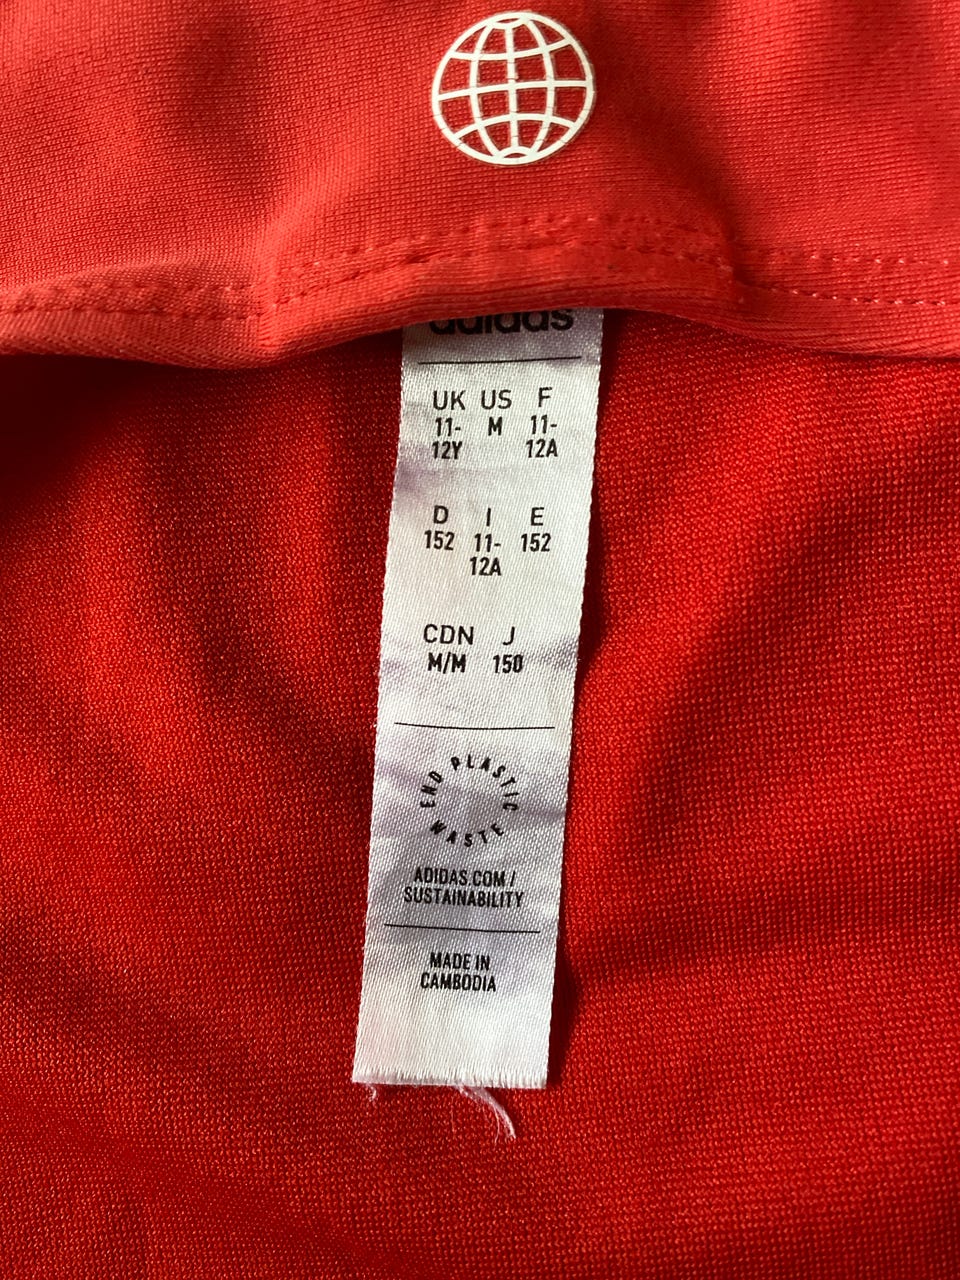 adidas
UK US F
11-12Y M 11-12A
D I E
152 11-12A 152
CDN J
M/M 150
END PLASTIC WASTE
ADIDAS.COM/
SUSTAINABILITY
MADE IN
CAMBODIA